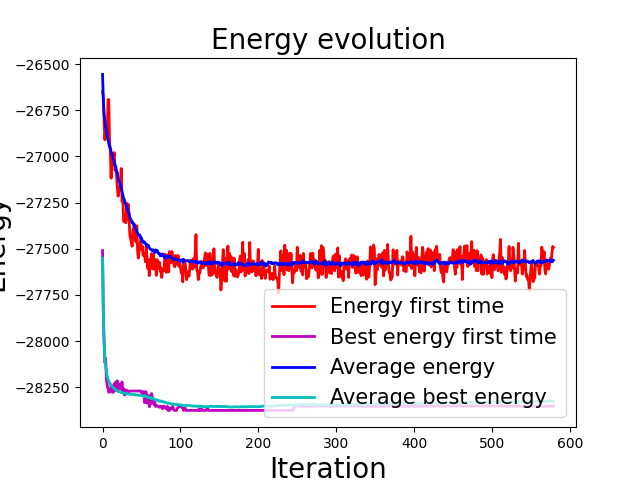 Energy evolution
Energy
−26500
−26750
−27000
−27250
−27500
−27750
−28000
−28250
Energy first time
Best energy first time
Average energy
Average best energy
0
100
200
300
400
500
600
Iteration